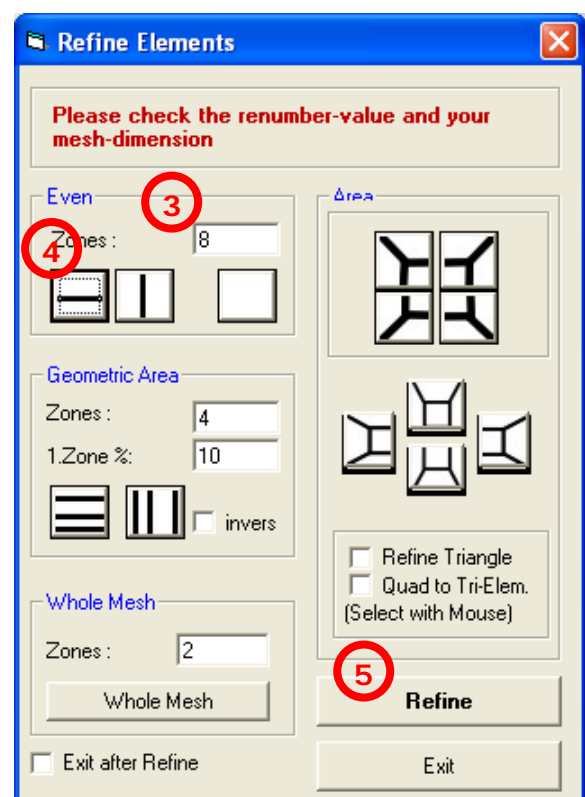 Refine Elements
Please check the renumber-value and your
mesh-dimension
Even
3
4
Zones :
8
Geometric Area
Zones :
4
1.Zone %:
10
invers
Whole Mesh
Zones :
2
Whole Mesh
Exit after Refine
Area
Refine Triangle
Quad to Tri-Elem.
(Select with Mouse)
5
Refine
Exit